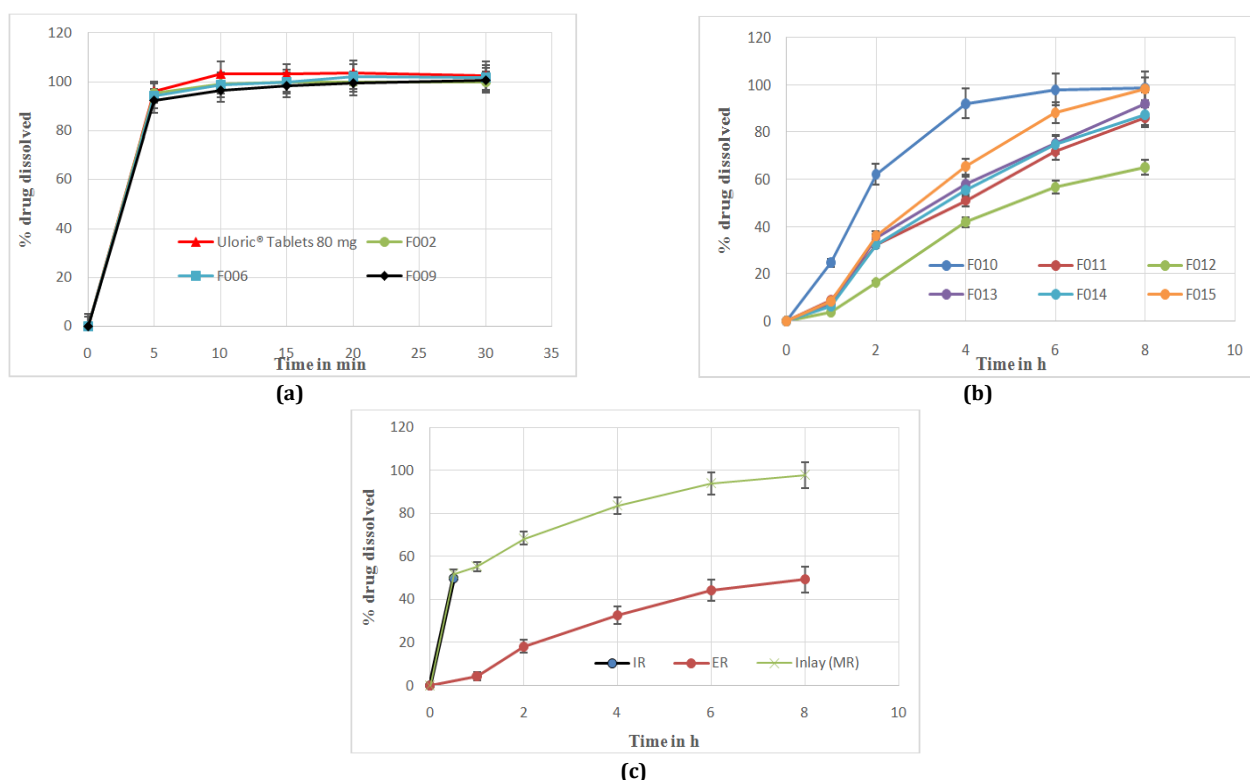 120
100
80
60
40
20
0
% drug dissolved
Uloric® Tablets 80 mg
F002
F006
F009
0 5 10 15 20 25 30 35
Time in min
(a)
120
100
80
60
40
20
0
% drug dissolved
F010 F011 F012
F013 F014 F015
0 2 4 6 8 10
Time in h
(b)
120
100
80
60
40
20
0
% drug dissolved
IR ER Inlay (MR)
0 2 4 6 8 10
Time in h
(c)